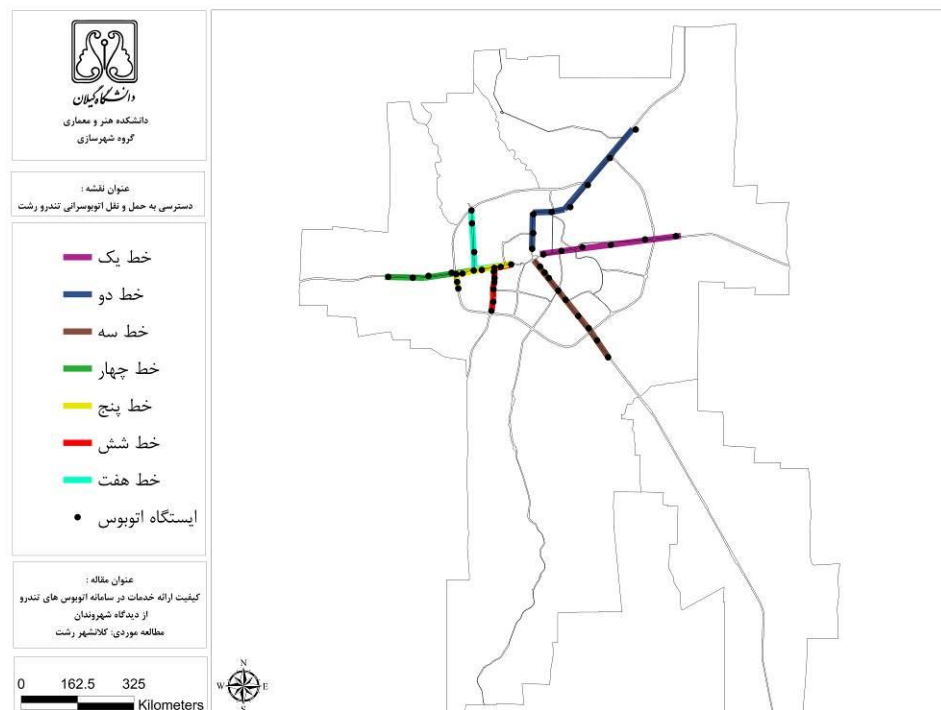 دانشگاه گیلان
دانشکده هنر و معماری
گروه شهرسازی
عنوان نقشه :
دسترسی به حمل و نقل اتوبوسرانی تندرو رشت
خط یک
خط دو
خط سه
خط چهار
خط پنج
خط شش
خط هفت
ایستگاه اتوبوس
عنوان مقاله :
کیفیت ارائه خدمات در سامانه اتوبوس های تندرو
از دیدگاه شهروندان
مطالعه موردی: کلانشهر رشت
0 162.5 325
Kilometers
N
W E
S